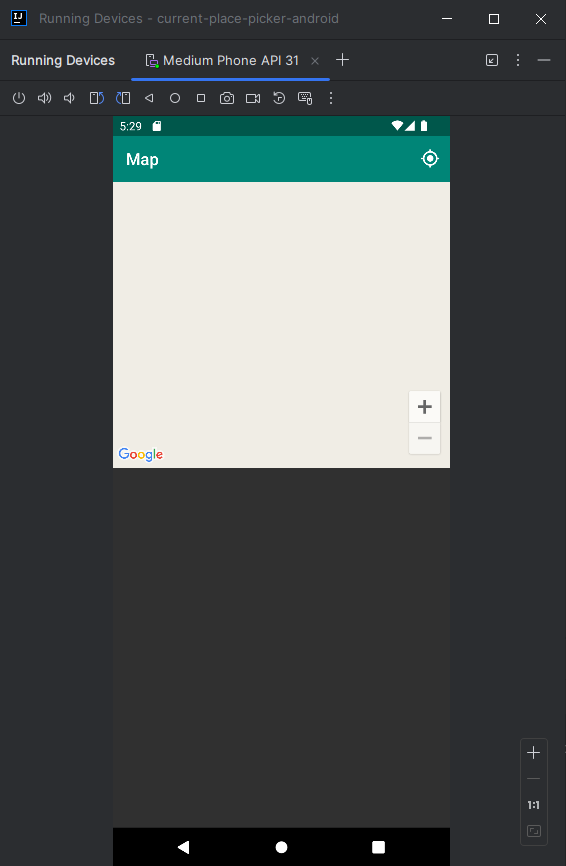 Running Devices - current-place-picker-android
Running Devices
Medium Phone API 31
5:29
Map
Google
1:1